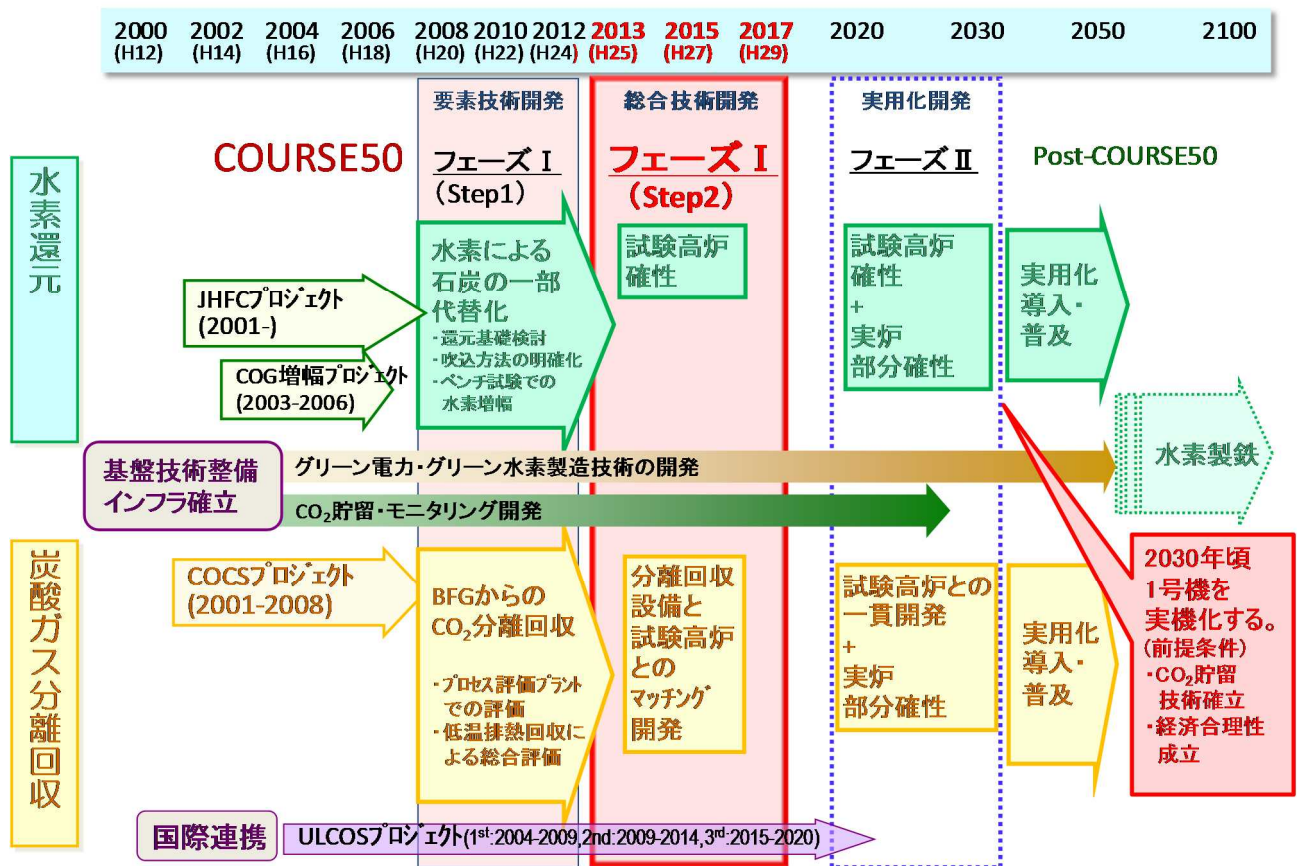 2000 2002 2004 2006 2008 2010 2012 2013 2015 2017 2020 2030 2050 2100
(H12) (H14) (H16) (H18) (H20) (H22) (H24) (H25) (H27) (H29)
要素技術開発
総合技術開発
実用化開発
COURSE50
フェーズⅠ
(Step1)
フェーズⅠ
(Step2)
フェーズⅡ
Post-COURSE50
水素還元
JHFCプロジェクト
(2001-)
COG増幅プロジェクト
(2003-2006)
水素による
石炭の一部
代替化
・還元基礎検討
・吹込方法の明確化
・ベンチ試験での
水素増幅
試験高炉
確性
試験高炉
確性
+
実炉
部分確性
実用化
導入・
普及
水素製鉄
基盤技術整備
インフラ確立
グリーン電力・グリーン水素製造技術の開発
CO₂貯留・モニタリング開発
炭酸ガス分離回収
COCSプロジェクト
(2001-2008)
BFGからの
CO₂分離回収
・プロセス評価プラント
での評価
・低温排熱回収に
よる総合評価
分離回収
設備と
試験高炉
との
マッチング
開発
試験高炉との
一貫開発
+
実炉
部分確性
実用化
導入・
普及
2030年頃
1号機を
実機化する。
(前提条件)
・CO₂貯留
技術確立
・経済合理性
成立
国際連携
ULCOSプロジェクト(1st:2004-2009,2nd:2009-2014,3rd:2015-2020)